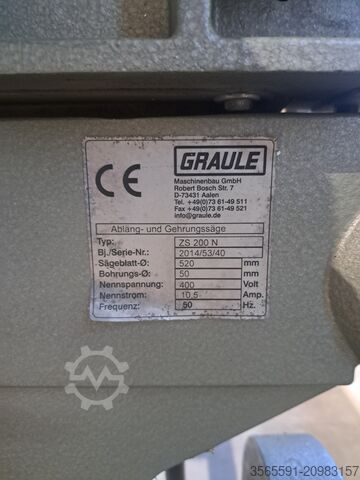 CE
GRAULE
Maschinenbau GmbH
Robert Bosch Str. 7
D-73431 Aalen
Tel. +49(0)73 61-49 511
Fax +49(0)73 61-49 521
info@graule.de
Abläng- und Gehrungssäge
Typ: ZS 200 N
Bj./Serie-Nr.: 2014/53/40
Sägeblatt-Ø: 520 mm
Bohrungs-Ø: 50 mm
Nennspannung: 400 Volt
Nennstrom: 10,5 Amp.
Frequenz: 50 Hz.
3565591-20983157